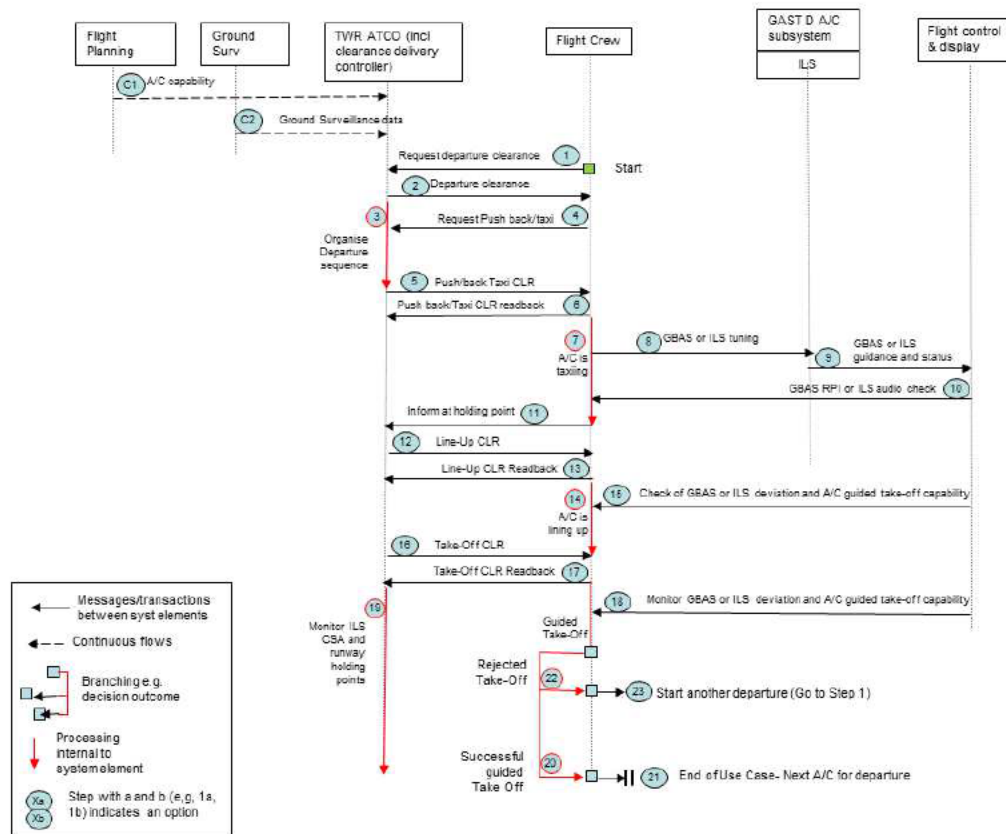 Flight
Planning
Ground
Surv
TWR ATCO (incl
clearance delivery
controller)
Flight Crew
GAST D A/C
subsystem
ILS
Flight control
& display
C1
A/C capability
C2
Ground Surveillance data
Request departure clearance
1
Start
2
Departure clearance
3
Request Push back/taxi
4
Organise
Departure
sequence
5
Push/back Taxi CLR
Push back/Taxi CLR readback
6
7
A/C is
taxiing
8
GBAS or ILS tuning
9
GBAS or ILS
guidance and status
GBAS RPI or ILS audio check
10
Inform at holding point
11
12
Line-Up CLR
Line-Up CLR Readback
13
14
A/C is
lining up
15
Check of GBAS or ILS deviation and A/C guided take-off capability
16
Take-Off CLR
Take-Off CLR Readback
17
18
Monitor GBAS or ILS deviation and A/C guided take-off capability
19
Monitor ILS
CSA and
runway
holding
points
Guided
Take-Off
Rejected
Take-Off
22
23
Start another departure (Go to Step 1)
Successful
guided
Take Off
20
21
End of Use Case- Next A/C for departure
Messages/transactions
between syst elements
Continuous flows
Branching e.g.
decision outcome
Processing
internal to
system element
Xa
Xb
Step with a and b (e,g, 1a,
1b) indicates an option